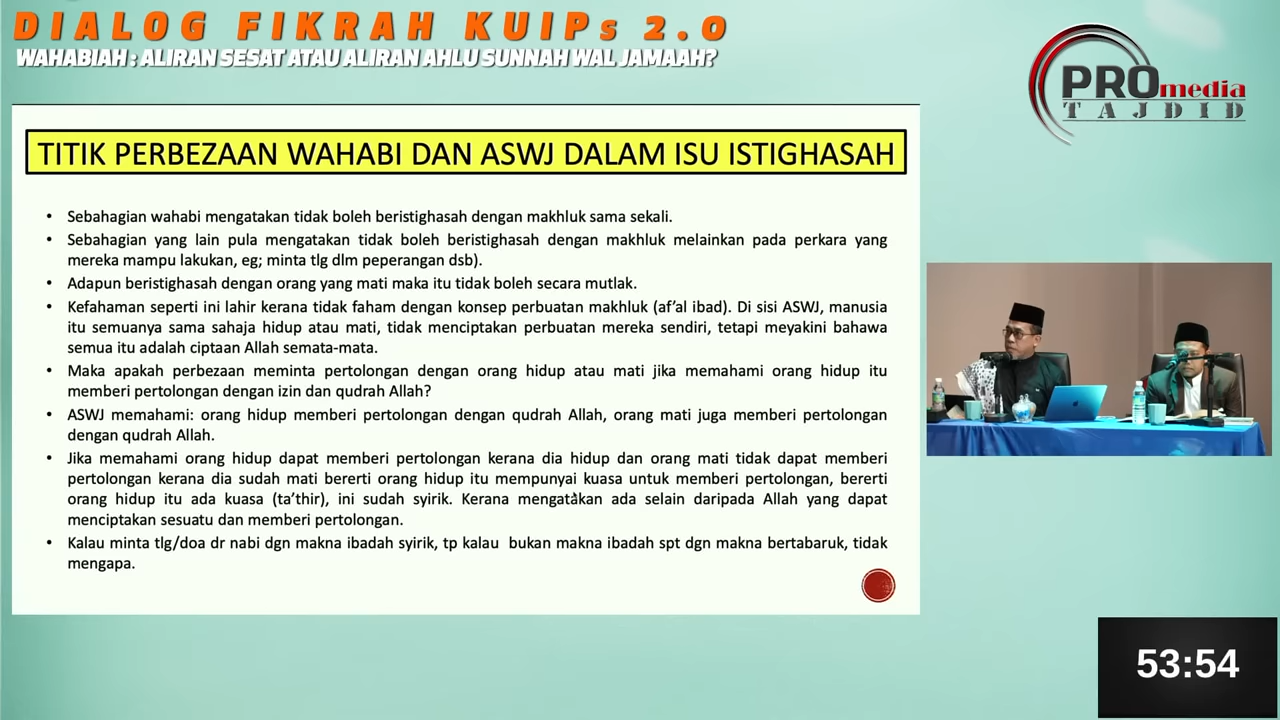 DIALOG FIKRAH KUIPs 2.0
WAHABIAH : ALIRAN SESAT ATAU ALIRAN AHLU SUNNAH WAL JAMAAH?
PROmedia
TAJDID
TITIK PERBEZAAN WAHABI DAN ASWJ DALAM ISU ISTIGHASAH
• Sebahagian wahabi mengatakan tidak boleh beristighasah dengan makhluk sama sekali.
• Sebahagian yang lain pula mengatakan tidak boleh beristighasah dengan makhluk melainkan pada perkara yang
mereka mampu lakukan, eg; minta tlg dlm peperangan dsb).
• Adapun beristighasah dengan orang yang mati maka itu tidak boleh secara mutlak.
• Kefahaman seperti ini lahir kerana tidak faham dengan konsep perbuatan makhluk (af'al ibad). Di sisi ASWJ, manusia
itu semuanya sama sahaja hidup atau mati, tidak menciptakan perbuatan mereka sendiri, tetapi meyakini bahawa
semua itu adalah ciptaan Allah semata-mata.
• Maka apakah perbezaan meminta pertolongan dengan orang hidup atau mati jika memahami orang hidup itu
memberi pertolongan dengan izin dan qudrah Allah?
• ASWJ memahami: orang hidup memberi pertolongan dengan qudrah Allah, orang mati juga memberi pertolongan
dengan qudrah Allah.
• Jika memahami orang hidup dapat memberi pertolongan kerana dia hidup dan orang mati tidak dapat memberi
pertolongan kerana dia sudah mati bererti orang hidup itu mempunyai kuasa untuk memberi pertolongan, bererti
orang hidup itu ada kuasa (ta'thir), ini sudah syirik. Kerana mengatakan ada selain daripada Allah yang dapat
menciptakan sesuatu dan memberi pertolongan.
• Kalau minta tlg/doa dr nabi dgn makna ibadah syirik, tp kalau bukan makna ibadah spt dgn makna bertabaruk, tidak
mengapa.
53:54